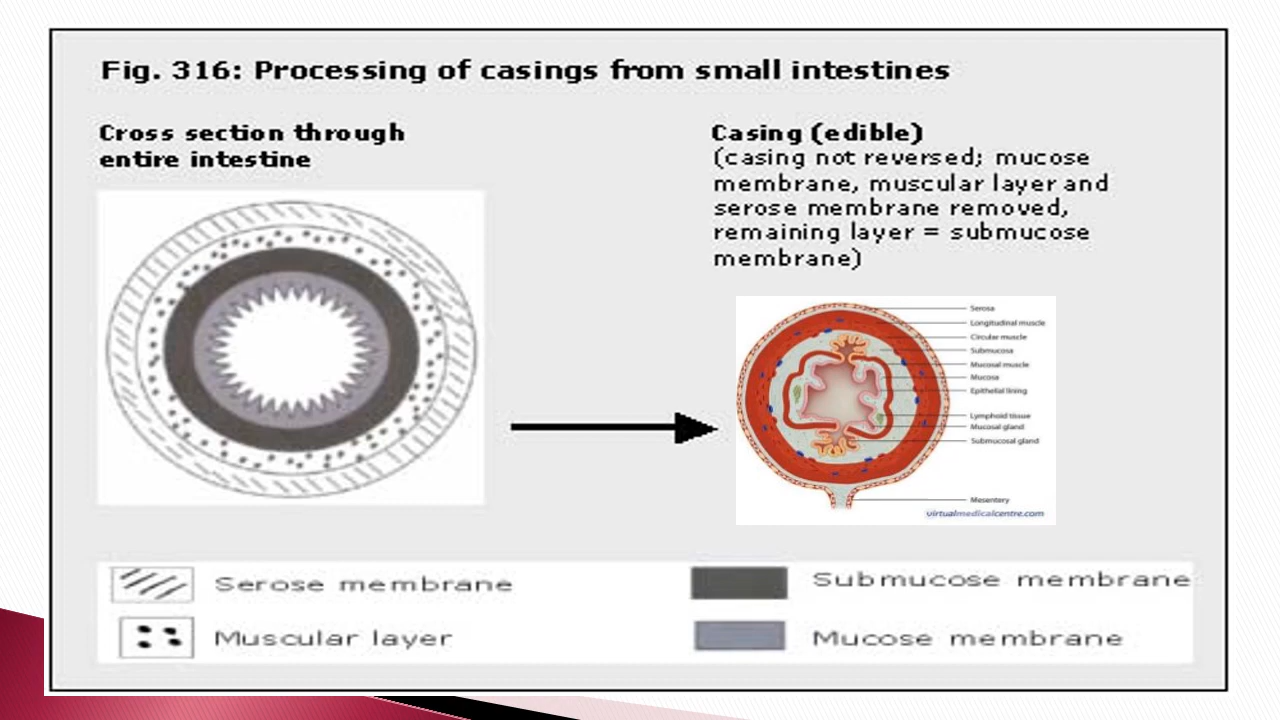 Fig. 316: Processing of casings from small intestines
Cross section through
entire intestine
Casing (edible)
(casing not reversed; mucose
membrane, muscular layer and
serose membrane removed,
remaining layer = submucose
membrane)
Serosa
Longitudinal muscle
Circular muscle
Submucosa
Mucosal muscle
Mucosa
Epithelial lining
Lymphoid tissue
Mucosal gland
Submucosal gland
Mesentery
virtualmedicalcentre.com
Serose membrane
Submucose membrane
Muscular layer
Mucose membrane